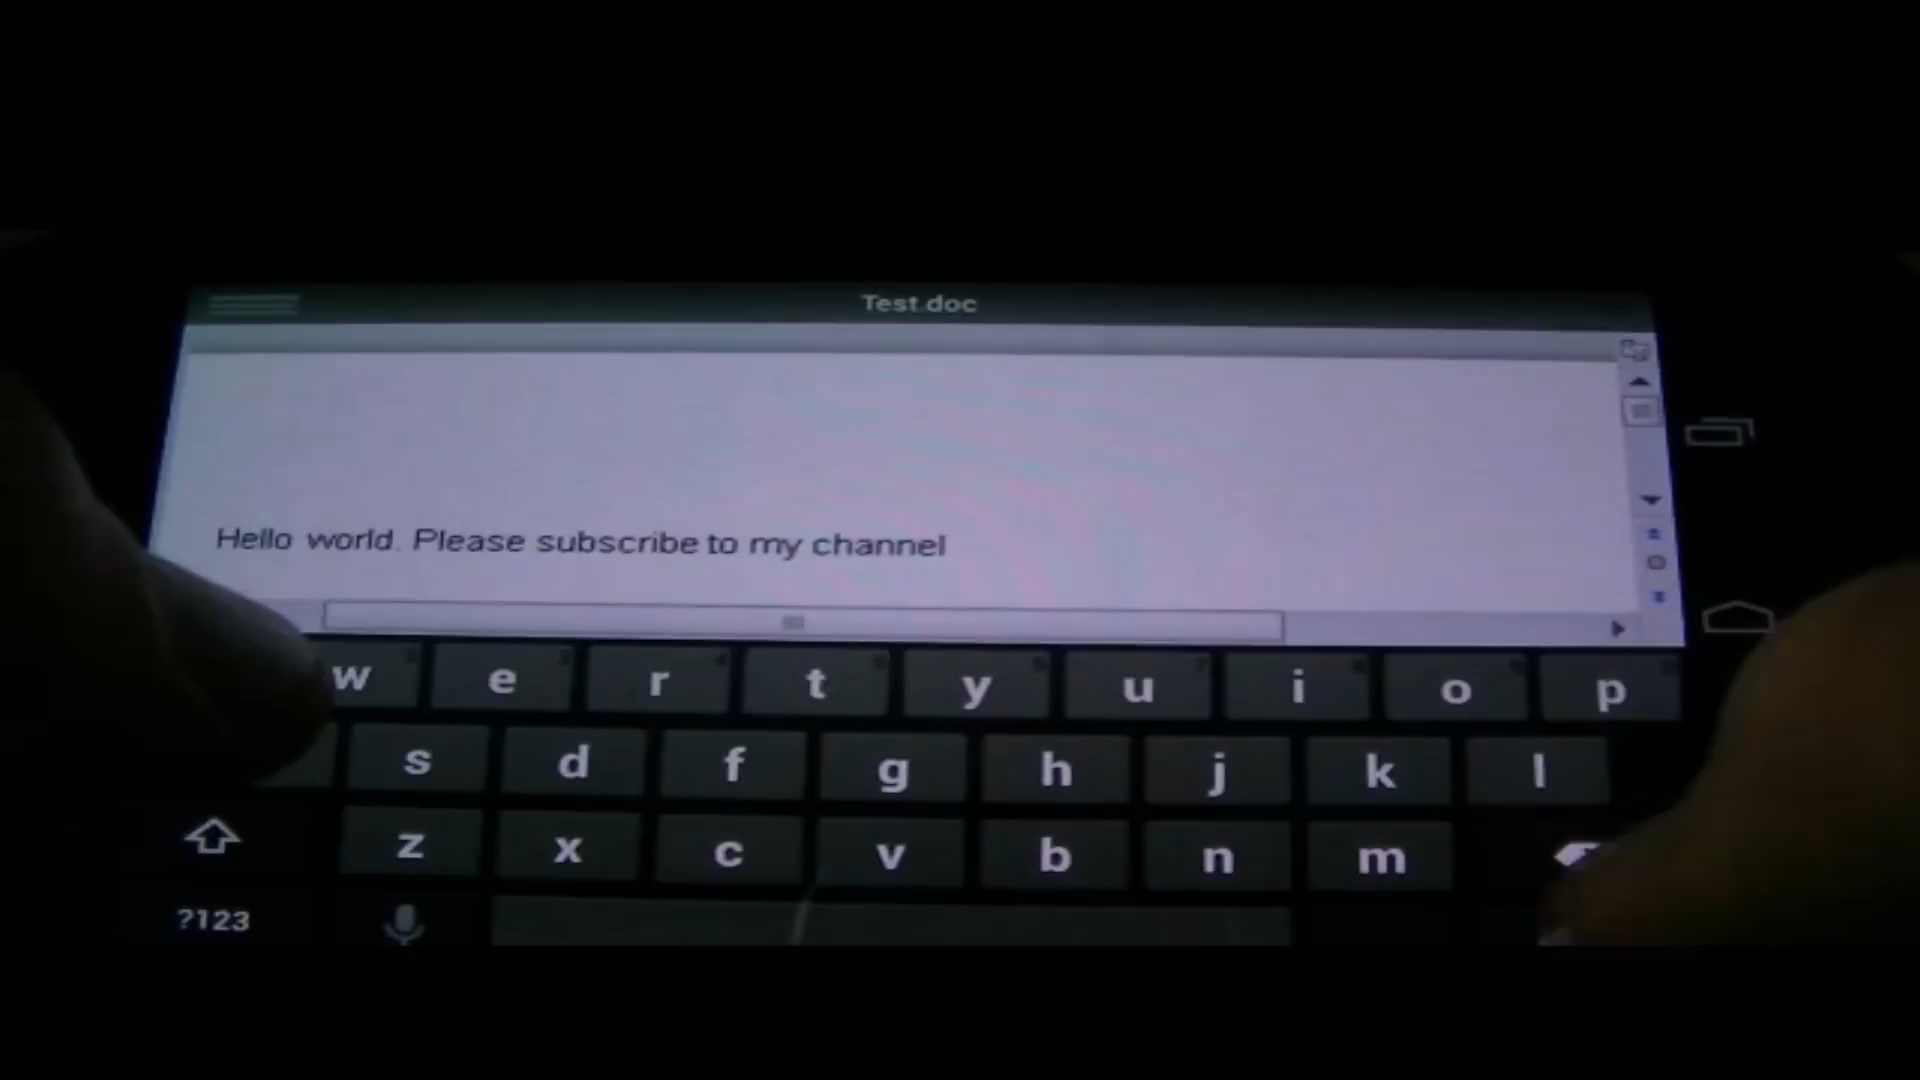 Test.doc
Hello world. Please subscribe to my channel
w e r t y u i o p
s d f g h j k l
z x c v b n m
?123